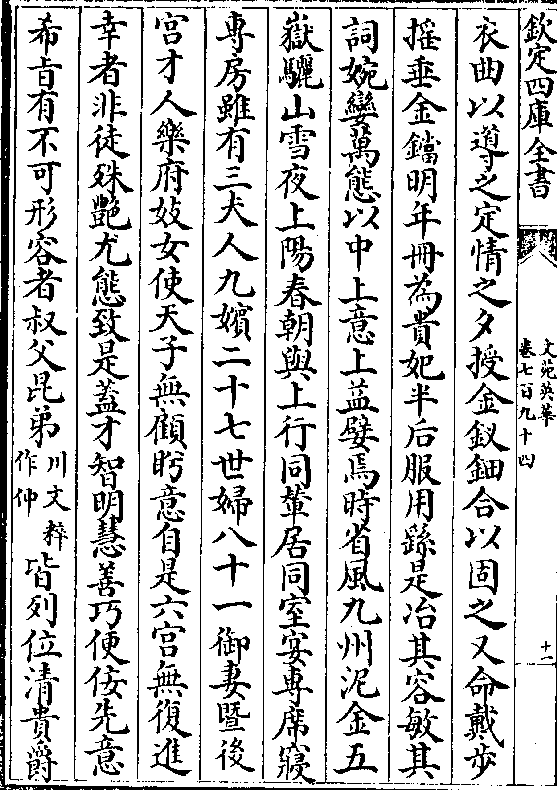 欽定四庫全書
文苑英華
卷七百九十四
十一
衣曲以導之定情之夕授金釵鈿合以固之又命戴步
揺垂金鐺明年冊為貴妃半后服用繇是冶其容敏其
詞婉孌萬態以中上意上益嬖焉時省風九州泥金五
嶽驪山雪夜上陽春朝與上行同輦居同室宴專席寢
專房雖有三夫人九嬪二十七世婦八十一御妻暨後
宮才人樂府妓女使天子無顧眄意自是六宮無復進
幸者非徒殊艷尤態致是蓋才智明慧善巧便佞先意
希旨有不可形容者叔父昆弟川文粹作仲皆列位清貴爵